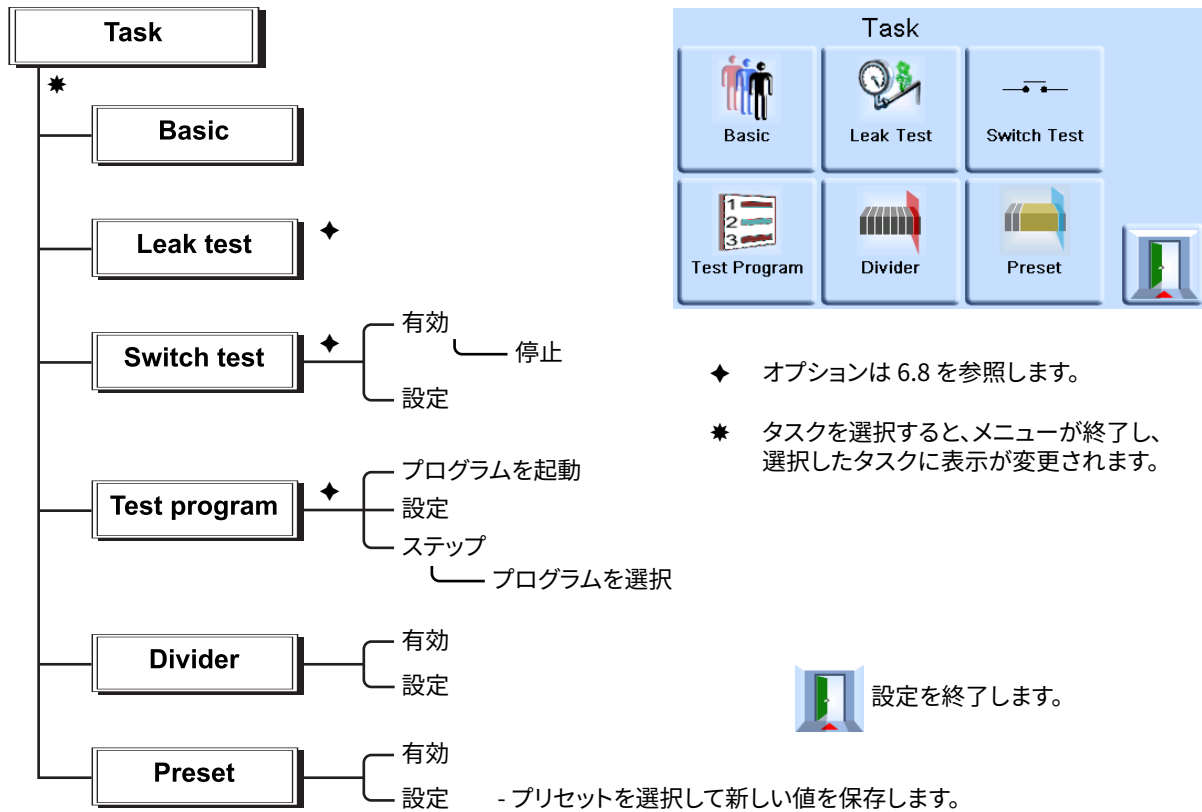 Task
✸
Basic
Leak test ✦
Switch test ✦
有効
停止
設定
Test program ✦
プログラムを起動
設定
ステップ
プログラムを選択
Divider
有効
設定
Preset
有効
設定 - プリセットを選択して新しい値を保存します。
Task
Basic
Leak Test
Switch Test
1
2
3
Test Program
Divider
Preset
✦ オプションは 6.8 を参照します。
✸ タスクを選択すると、メニューが終了し、
選択したタスクに表示が変更されます。
設定を終了します。